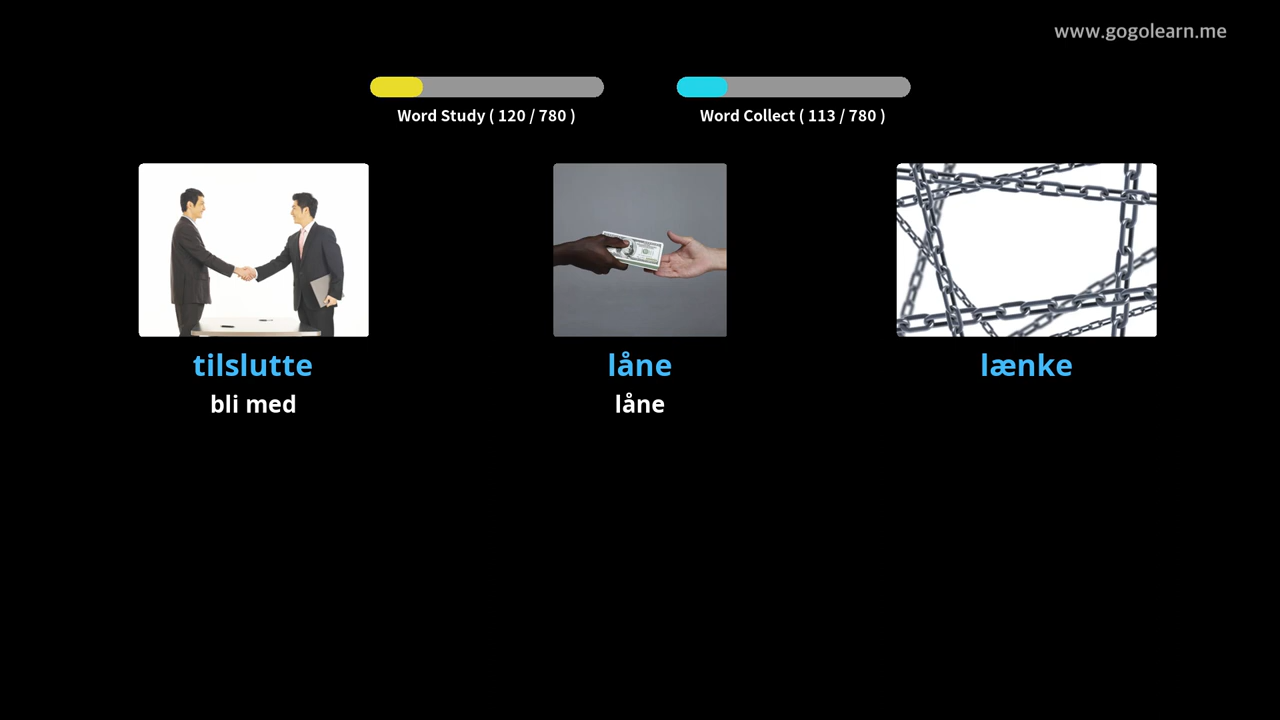 www.gogolearn.me
Word Study ( 120 / 780 )
Word Collect ( 113 / 780 )
tilslutte
låne
lænke
bli med
låne